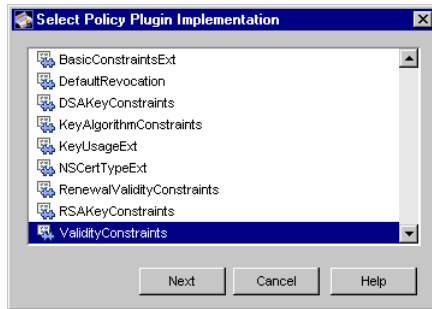 Select Policy Plugin Implementation
BasicConstraintsExt
DefaultRevocation
DSAKeyConstraints
KeyAlgorithmConstraints
KeyUsageExt
NSCertTypeExt
RenewalValidityConstraints
RSAKeyConstraints
ValidityConstraints
Next Cancel Help